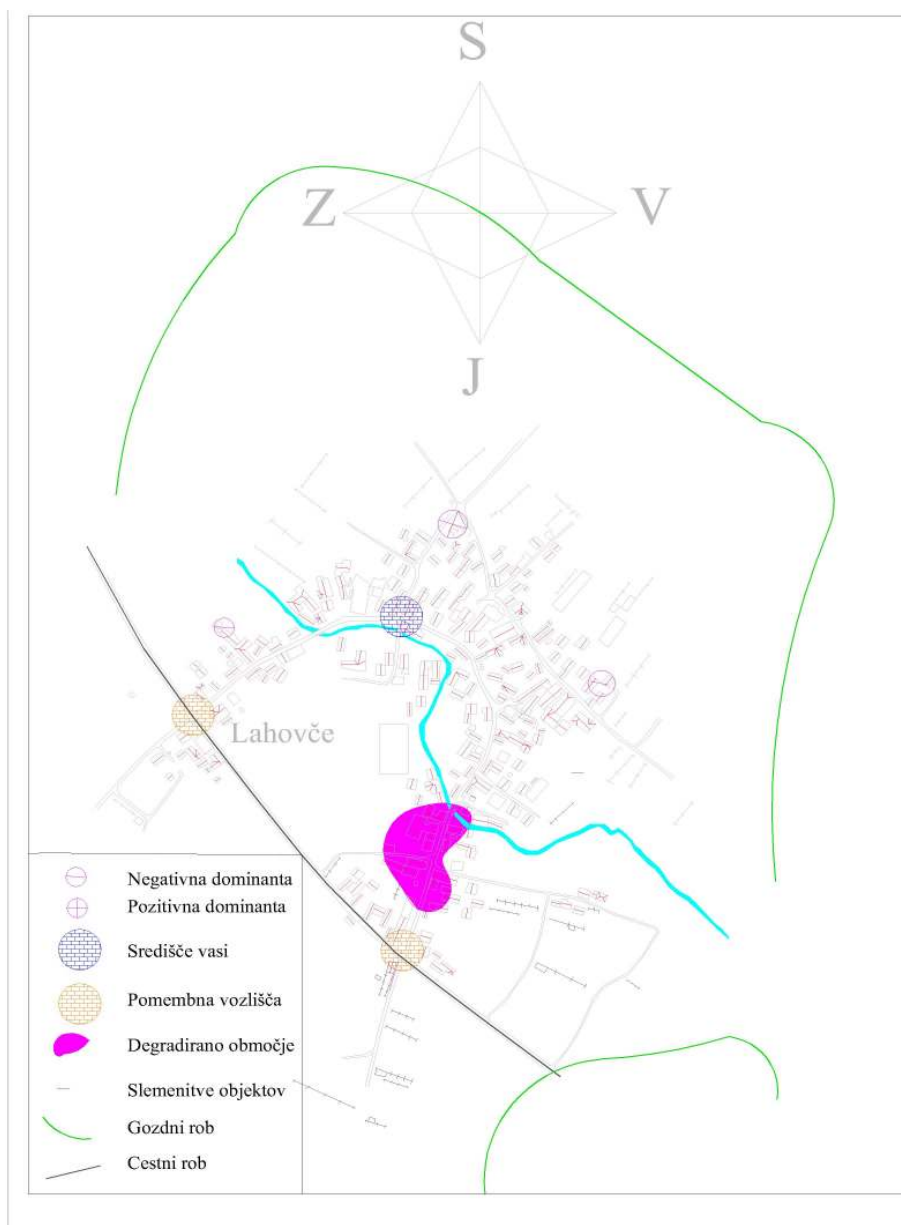 S
Z
V
J
Lahovče
Negativna dominanta
Pozitivna dominanta
Središče vasi
Pomembna vozlišča
Degradirano območje
Slemenitve objektov
Gozdni rob
Cestni rob